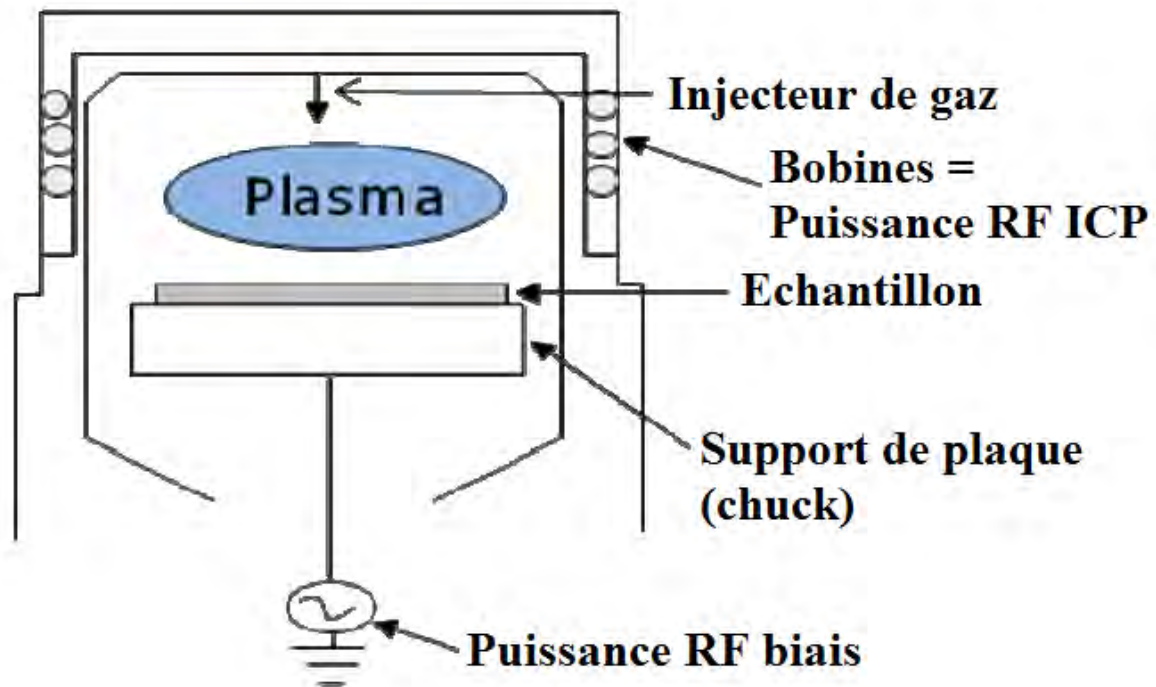 Injecteur de gaz
Bobines =
Puissance RF ICP
Plasma
Echantillon
Support de plaque
(chuck)
Puissance RF biais